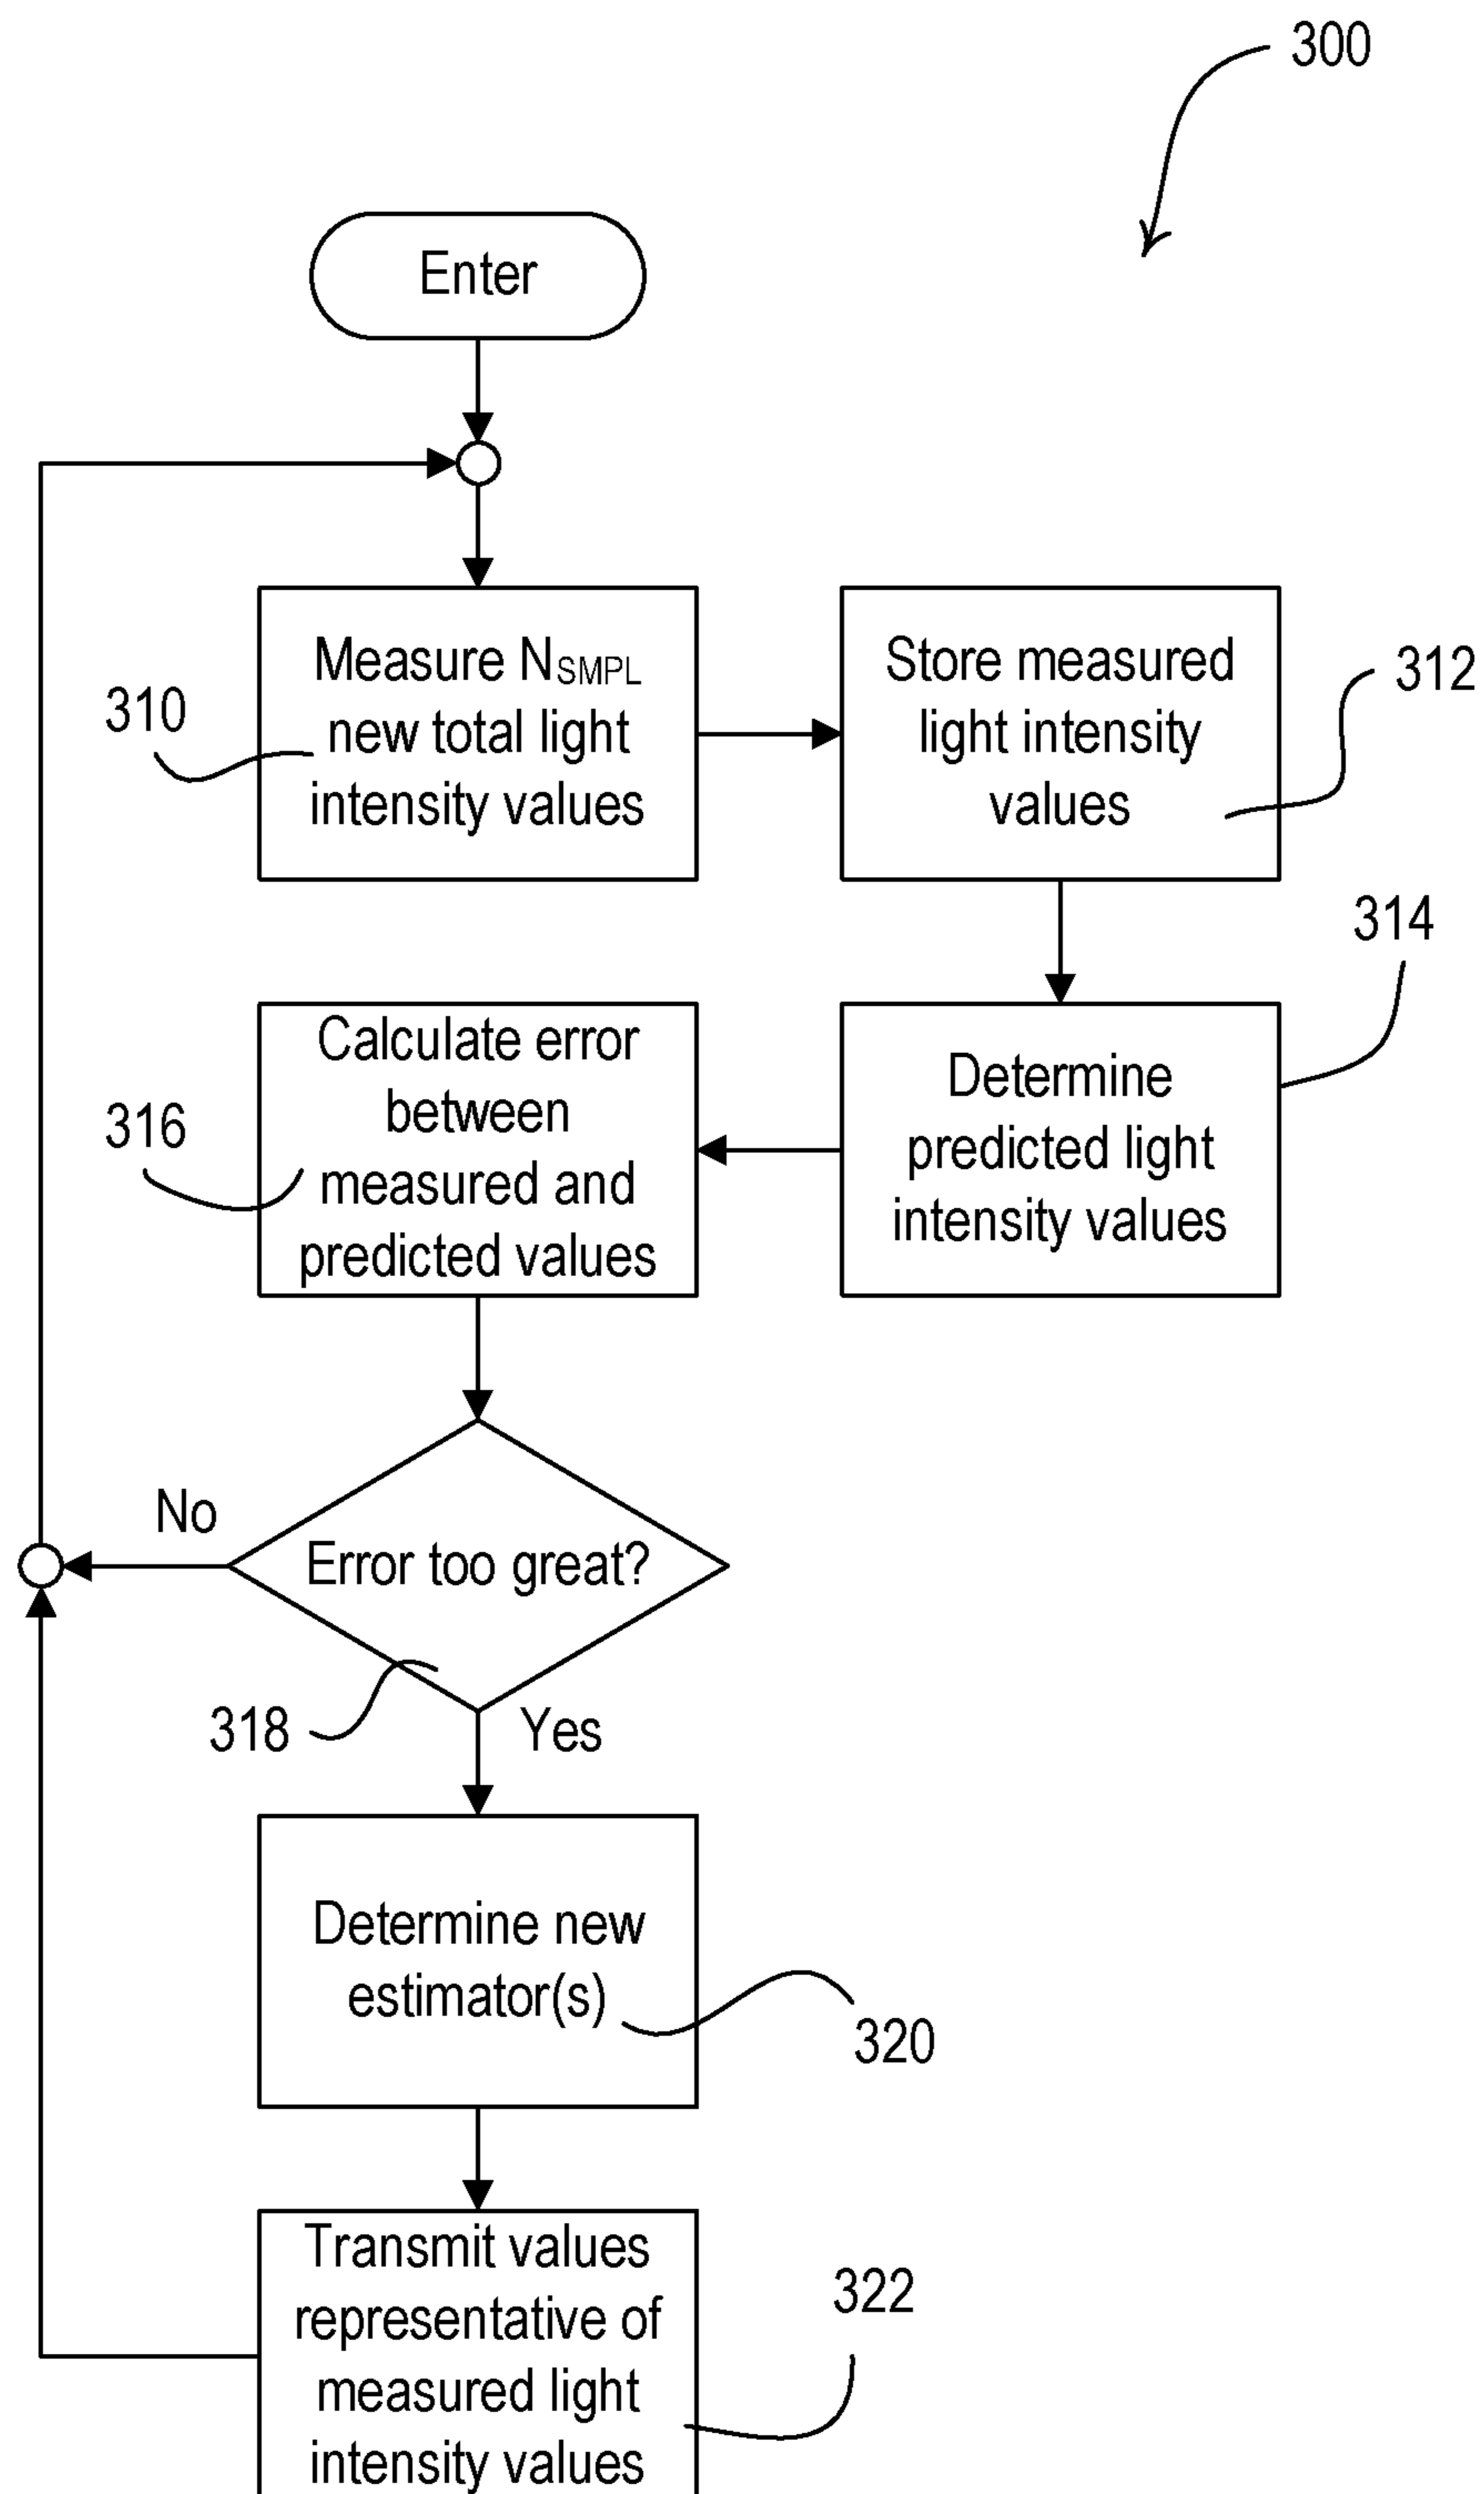 300
Enter
Measure NSMPL
new total light
intensity values
310
Store measured
light intensity
values
312
314
Calculate error
between
measured and
predicted values
316
Determine
predicted light
intensity values
No
Error too great?
318
Yes
Determine new
estimator(s)
320
Transmit values
representative of
measured light
intensity values
322